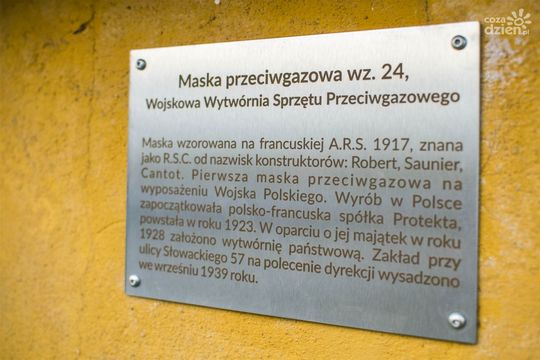 coza
dzien.pl
Maska przeciwgazowa wz. 24,
Wojskowa Wytwórnia Sprzętu Przeciwgazowego
Maska wzorowana na francuskiej A.R.S. 1917, znana
jako R.S.C. od nazwisk konstruktorów: Robert, Saunier,
Cantot. Pierwsza maska przeciwgazowa na
wyposażeniu Wojska Polskiego. Wyrób w Polsce
zapoczątkowała polsko-francuska spółka Protekta,
powstała w roku 1923. W oparciu o jej majątek w roku
1928 założono wytwórnię państwową. Zakład przy
ulicy Słowackiego 57 na polecenie dyrekcji wysadzono
we wrześniu 1939 roku.